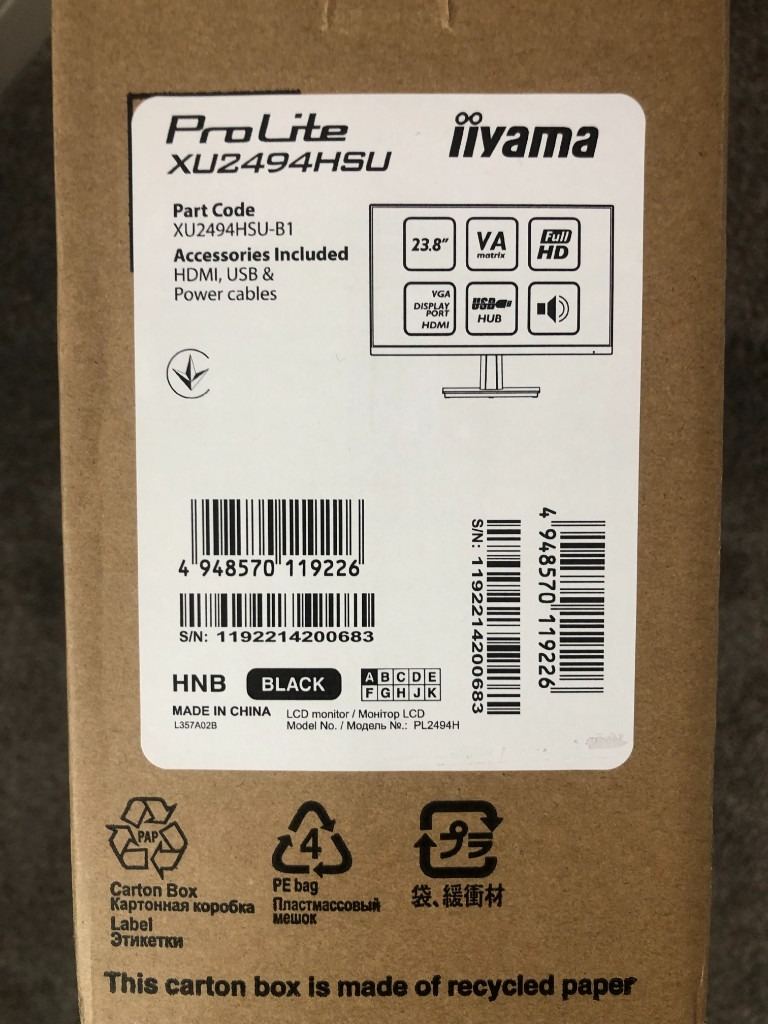 ProLite
iiyama
XU2494HSU
Part Code
XU2494HSU-B1
Accessories Included
HDMI, USB &
Power cables
23.8"
VA
matrix
Full
HD
VGA
DISPLAY
PORT
HDMI
USB
HUB
4 948570 119226
S/N: 1192214200683
S/N: 1192214200683
4 948570 119226
HNB BLACK
A B C D E
F G H J K
MADE IN CHINA
L357A02B
LCD monitor / Монітор LCD
Model No. / Модель №.: PL2494H
PAP
4
プラ
Carton Box
Картонная коробка
Label
Этикетки
PE bag
Пластмассовый
мешок
袋、緩衝材
This carton box is made of recycled paper